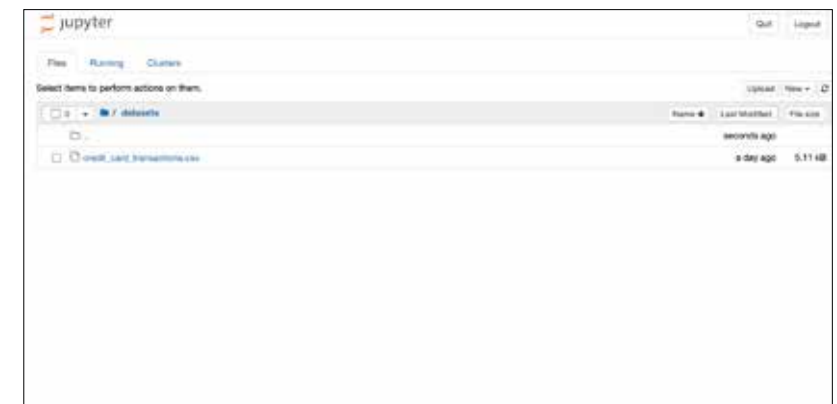 jupyter
Quit Logout
Files Running Clusters
Select items to perform actions on them.
Upload New
0 / datasets
Name Last Modified File size
..
seconds ago
credit_card_transactions.csv
a day ago 5.11 kB